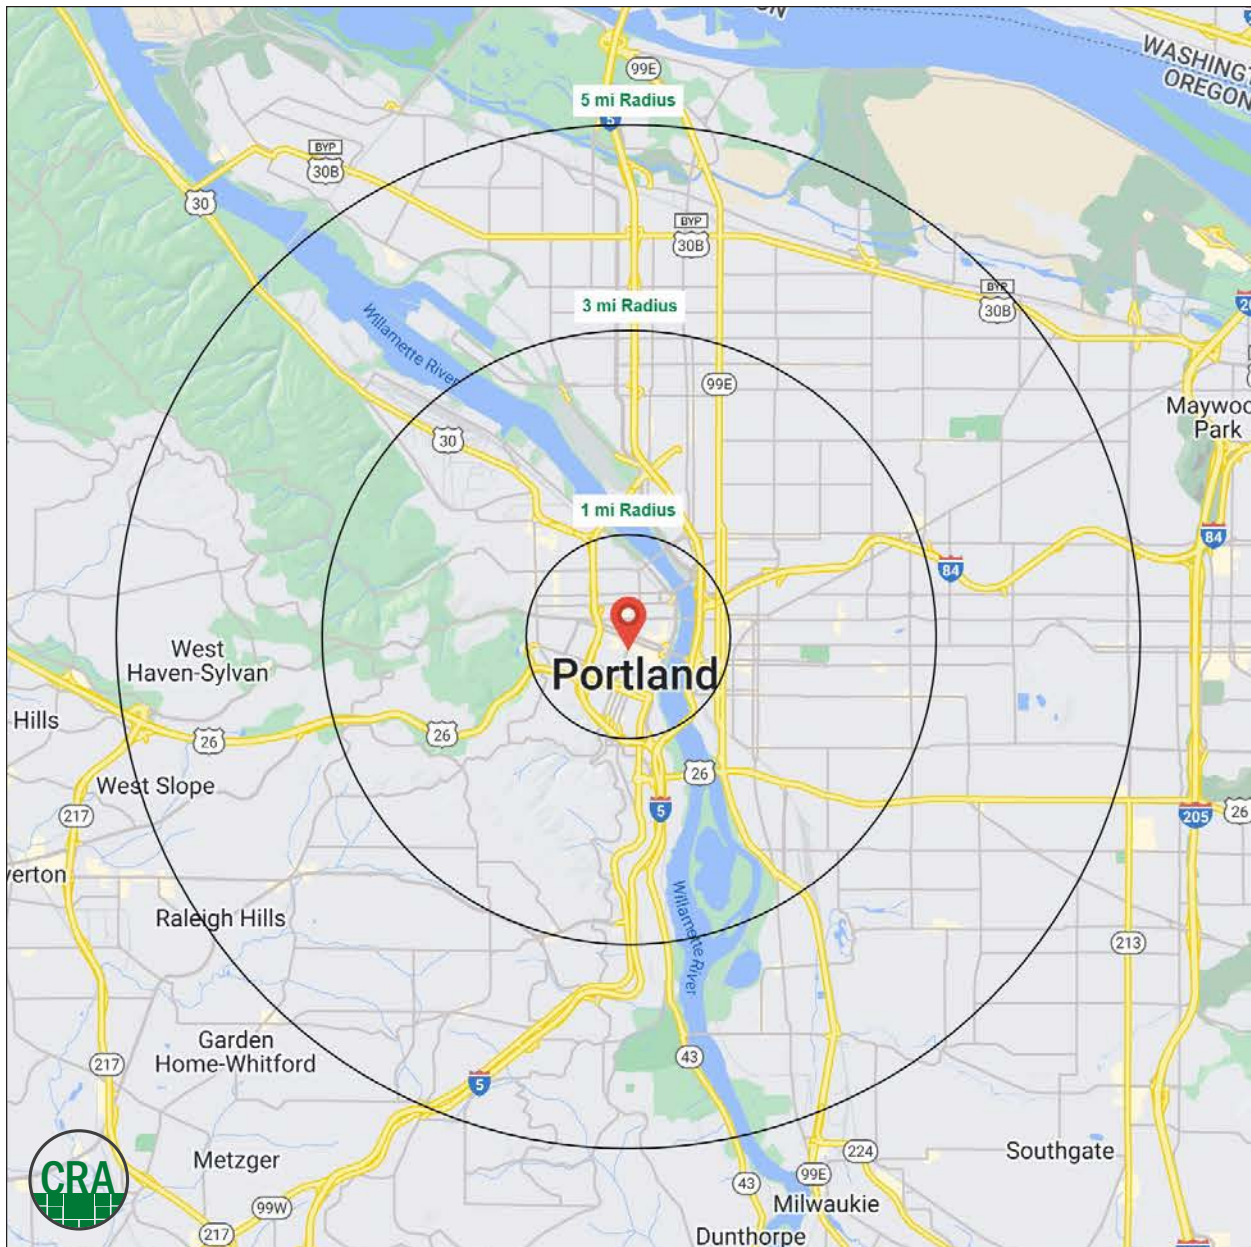 ON
WASHINGT
OREGON
99E
5 mi Radius
5
BYP
30B
30
BYP
30B
BYP
30B
20
3 mi Radius
Willamette River
99E
Maywoo
Park
30
1 mi Radius
84
84
West
Haven-Sylvan
Portland
Hills
26
26
26
West Slope
217
5
205
26
verton
Raleigh Hills
Willamette River
213
Garden
Home-Whitford
217
43
5
CRA
Metzger
224
Southgate
99E
43
Milwaukie
99W
217
Dunthorpe